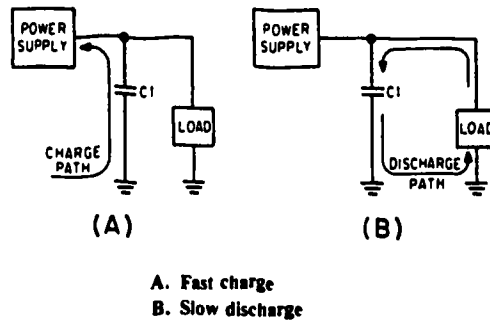 POWER
SUPPLY
C1
LOAD
CHARGE
PATH
(A)
POWER
SUPPLY
C1
LOAD
DISCHARGE
PATH
(B)
A. Fast charge
B. Slow discharge